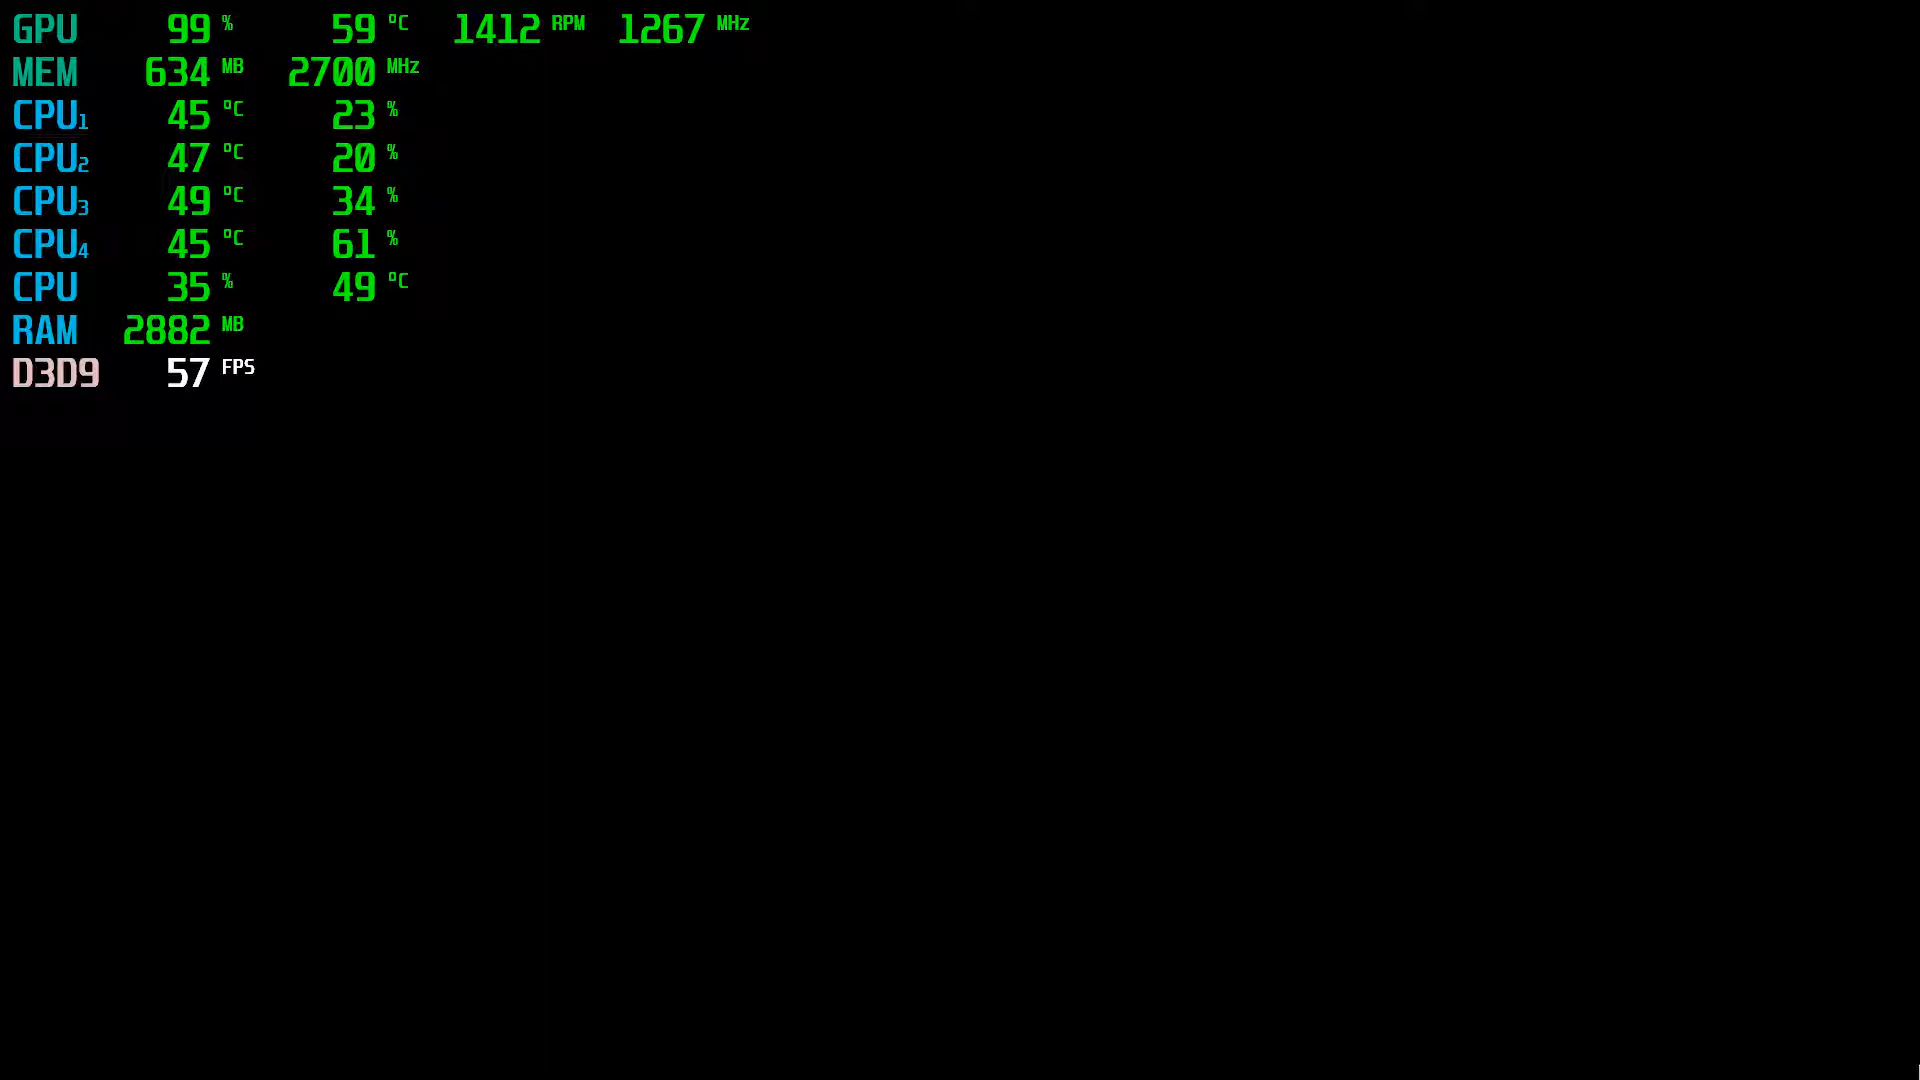 GPU 99 % 59 °C 1412 RPM 1267 MHz
MEM 634 MB 2700 MHz
CPU1 45 °C 23 %
CPU2 47 °C 20 %
CPU3 49 °C 34 %
CPU4 45 °C 61 %
CPU 35 % 49 °C
RAM 2882 MB
D3D9 57 FPS